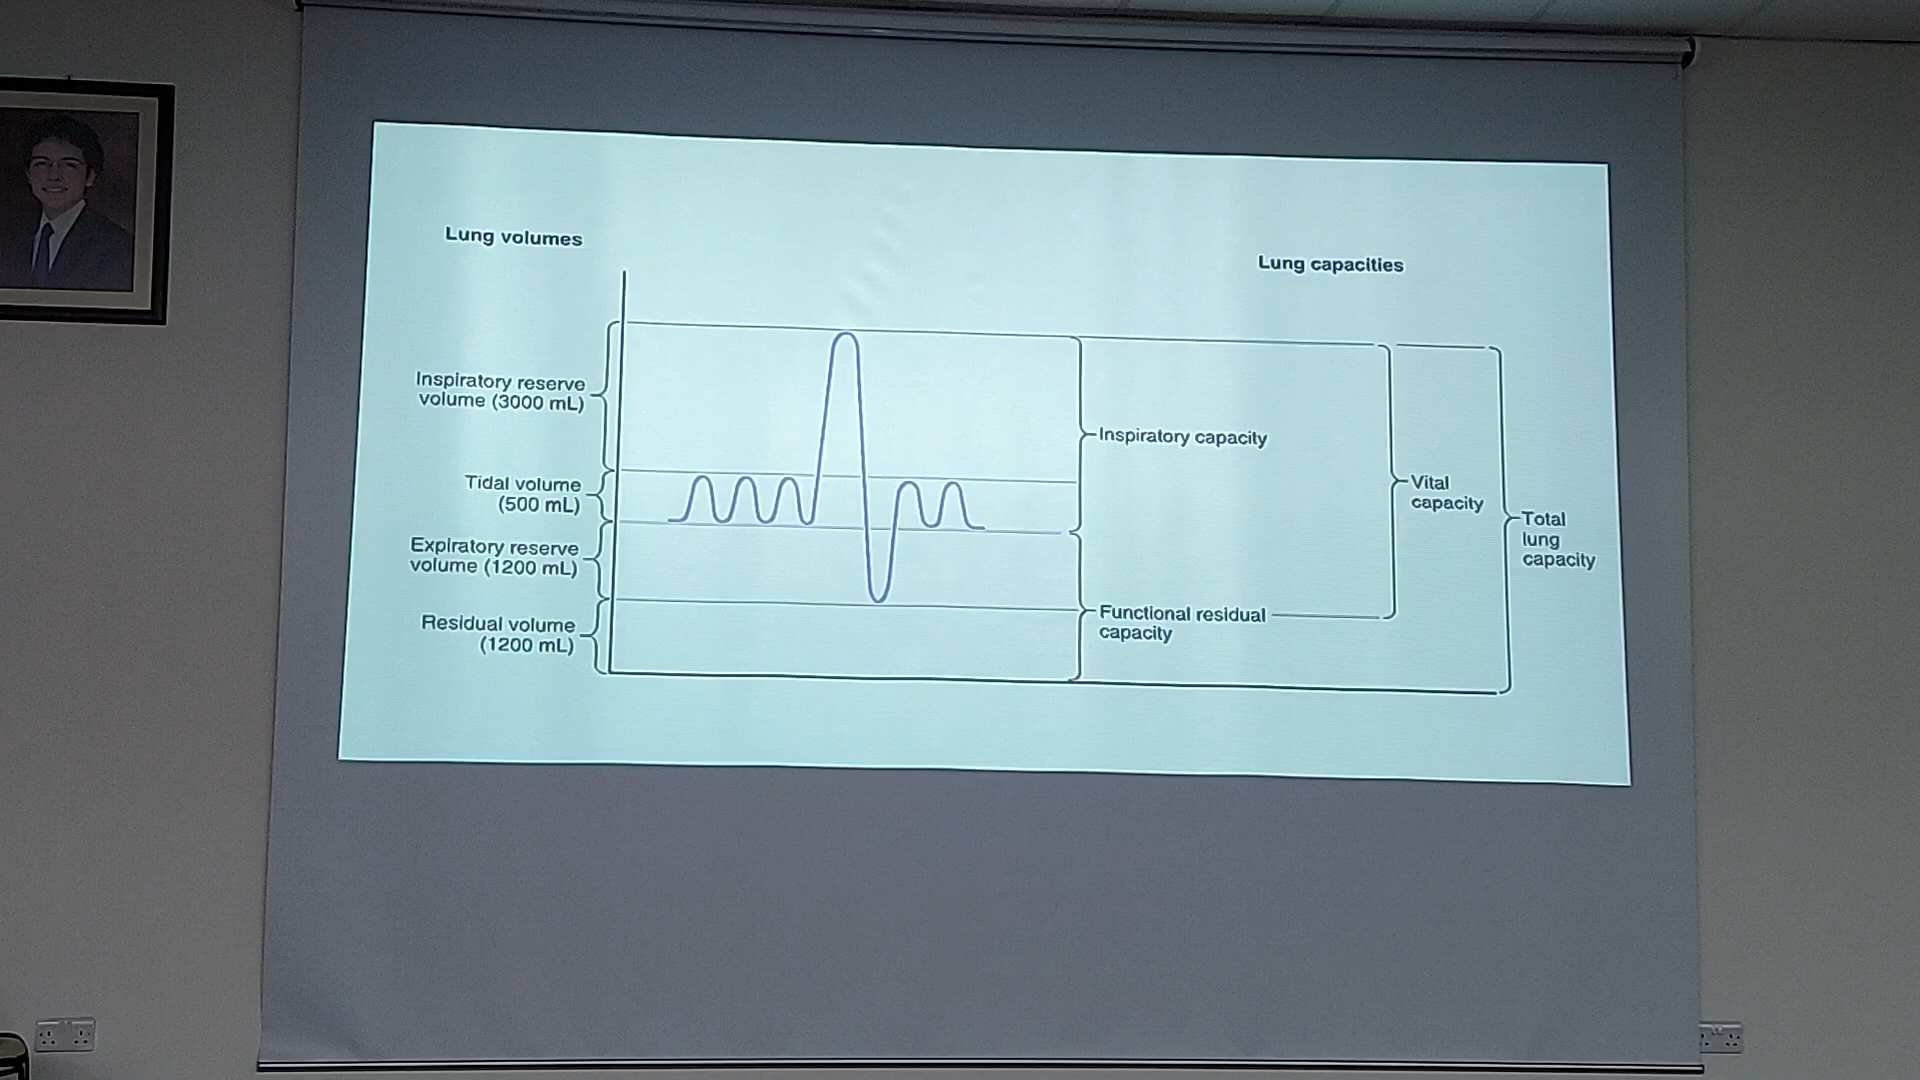 Lung volumes
Lung capacities
Inspiratory reserve
volume (3000 mL)
Tidal volume
(500 mL)
Expiratory reserve
volume (1200 mL)
Residual volume
(1200 mL)
Inspiratory capacity
Functional residual
capacity
Vital
capacity
Total
lung
capacity